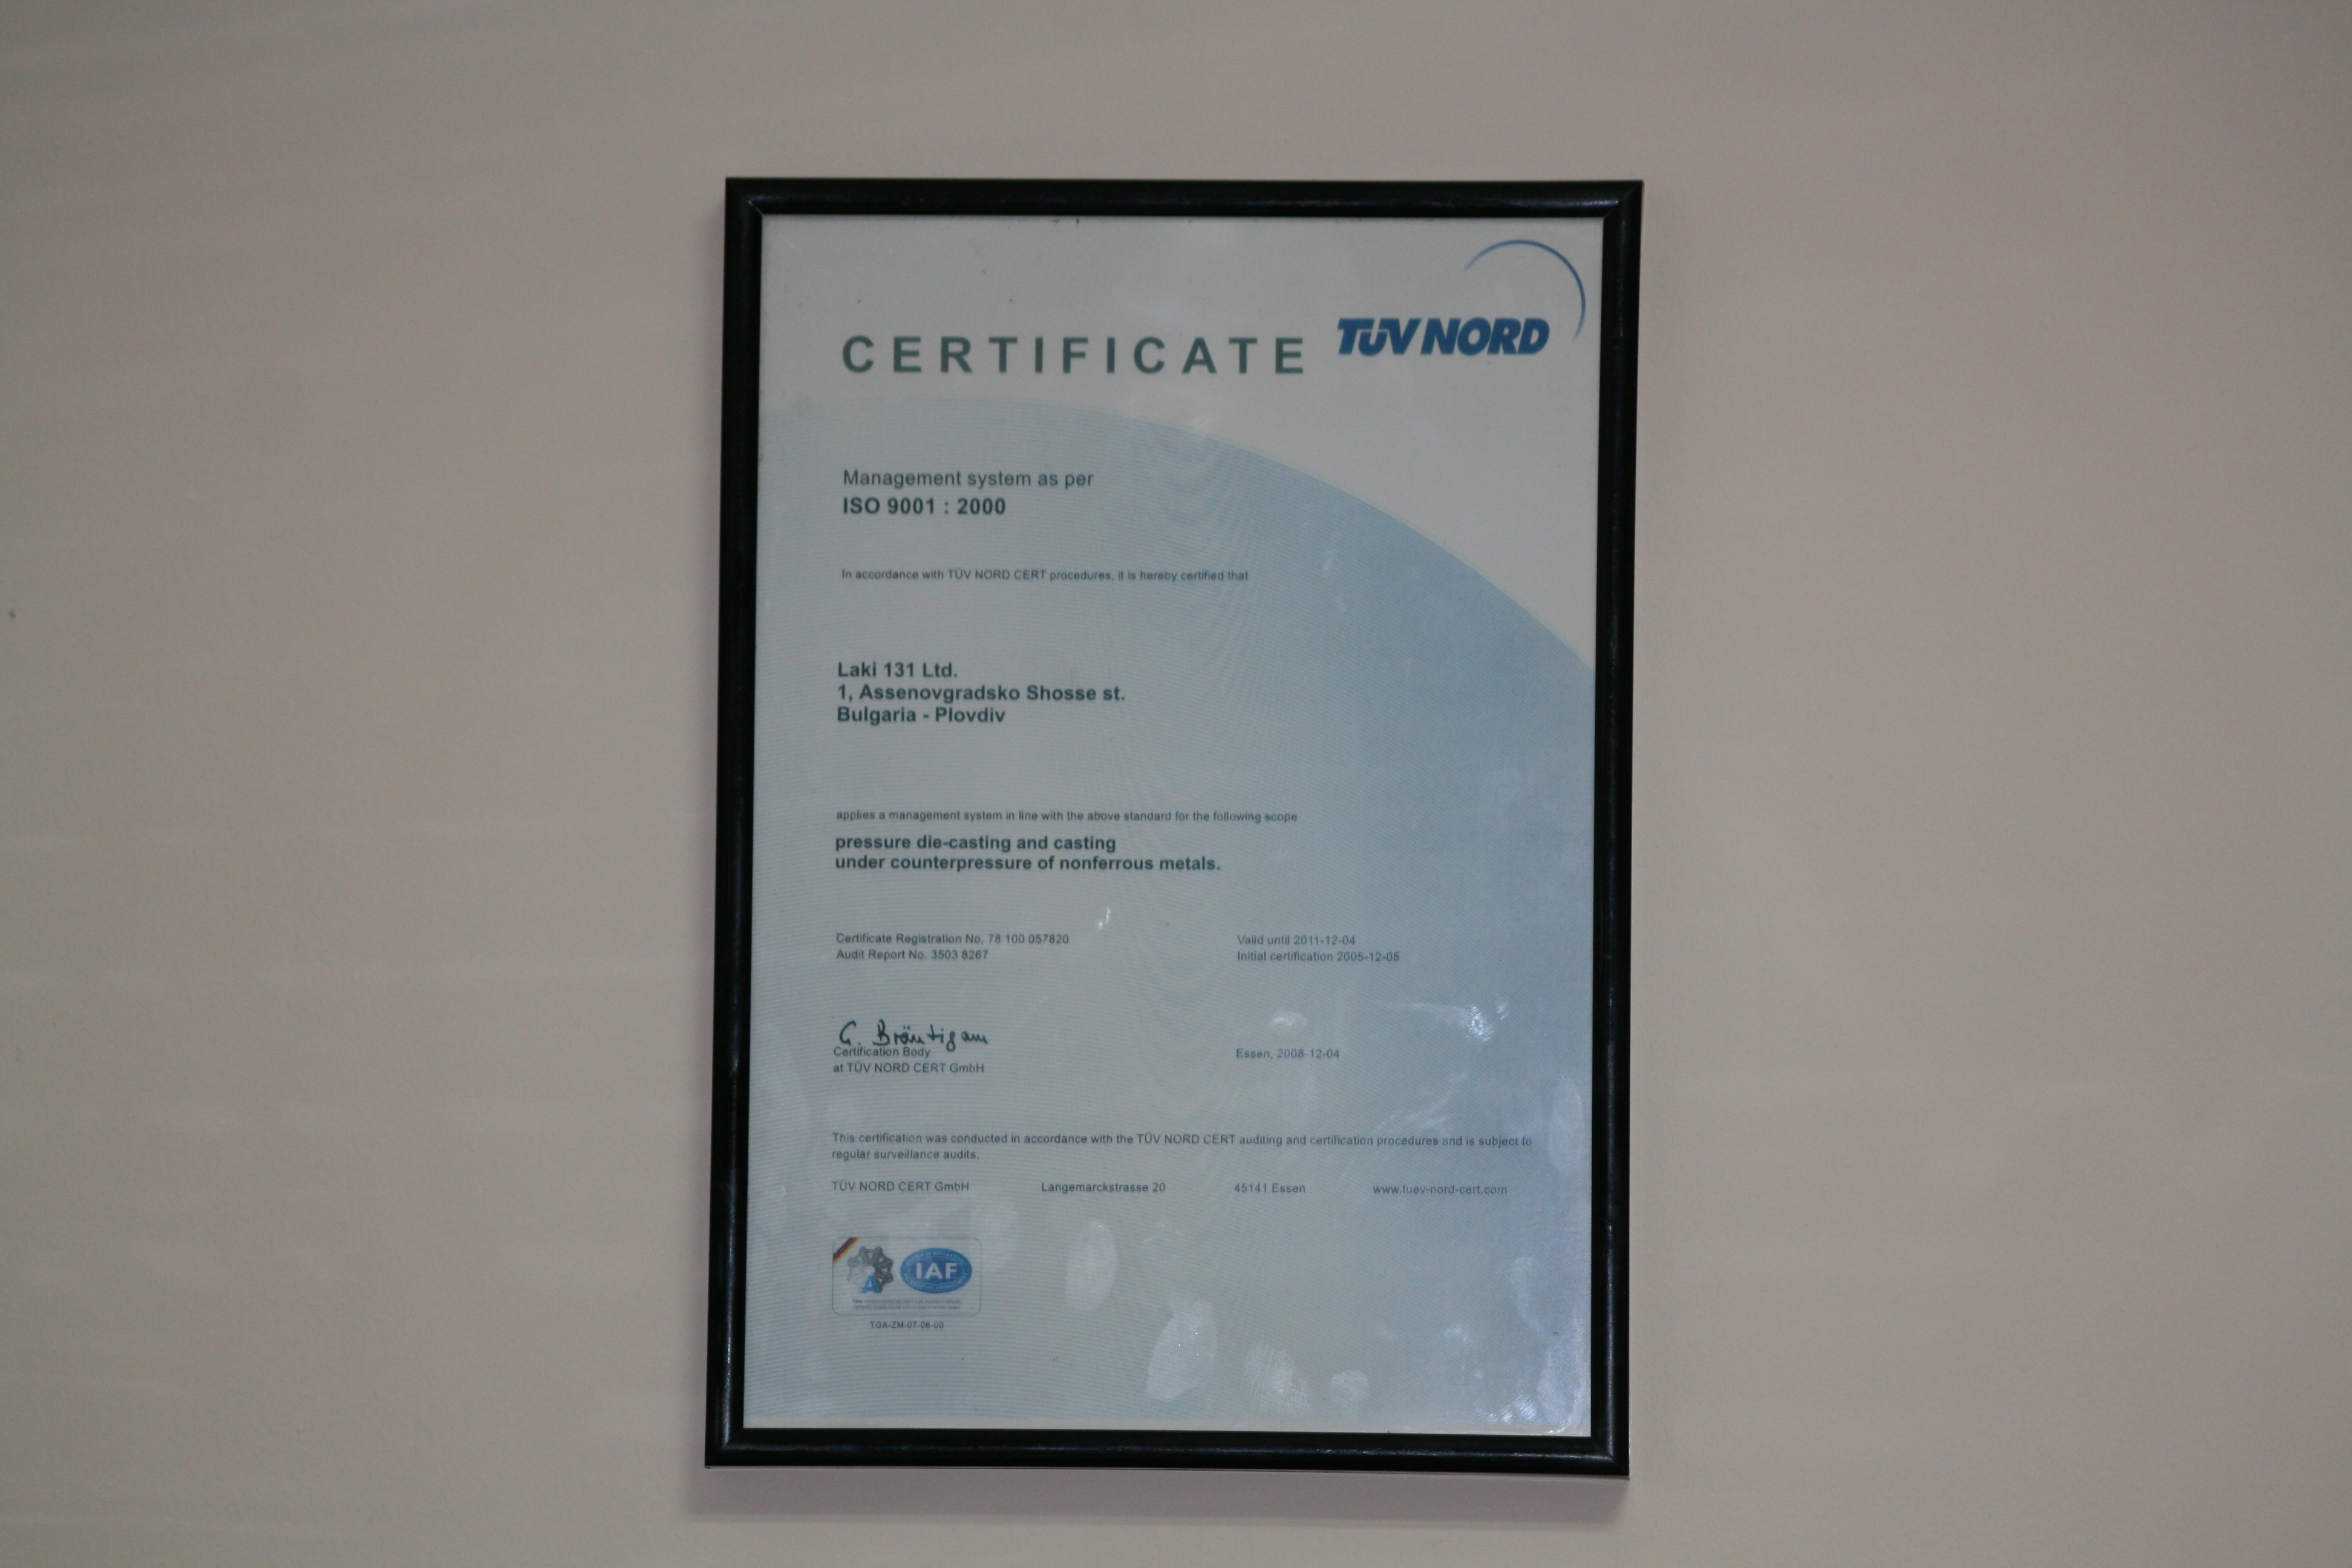 CERTIFICATE
TÜV NORD
Management system as per
ISO 9001 : 2000
In accordance with TÜV NORD CERT procedures, it is hereby certified that
Laki 131 Ltd.
1, Assenovgradsko Shosse st.
Bulgaria - Plovdiv
applies a management system in line with the above standard for the following scope
pressure die-casting and casting
under counterpressure of nonferrous metals.
Certificate Registration No. 78 100 057820
Audit Report No. 3503 8267
Valid until 2011-12-04
Initial certification 2005-12-05
G. Bräutigam
Certification Body
at TÜV NORD CERT GmbH
Essen, 2008-12-04
This certification was conducted in accordance with the TÜV NORD CERT auditing and certification procedures and is subject to
regular surveillance audits.
TÜV NORD CERT GmbH Langemarckstrasse 20 45141 Essen www.tuev-nord-cert.com
A IAF
TGA-ZM-07-06-00